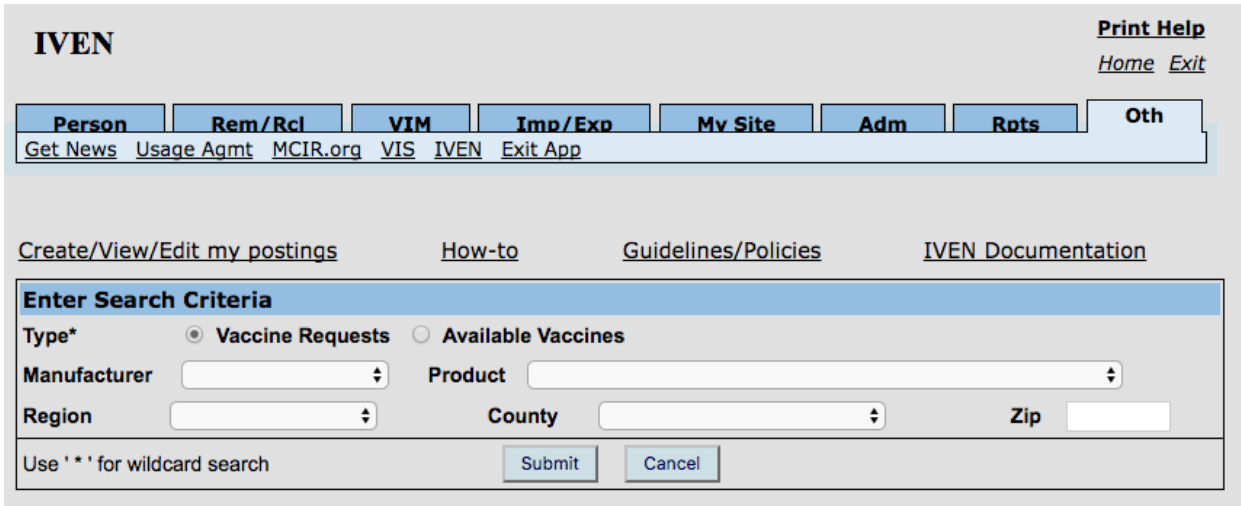 IVEN
Print Help
Home Exit
Person Rem/Rcl VIM Imp/Exp My Site Adm Rpts Oth
Get News Usage Agmt MCIR.org VIS IVEN Exit App
Create/View/Edit my postings How-to Guidelines/Policies IVEN Documentation
Enter Search Criteria
Type* Vaccine Requests Available Vaccines
Manufacturer Product
Region County Zip
Use ' * ' for wildcard search Submit Cancel